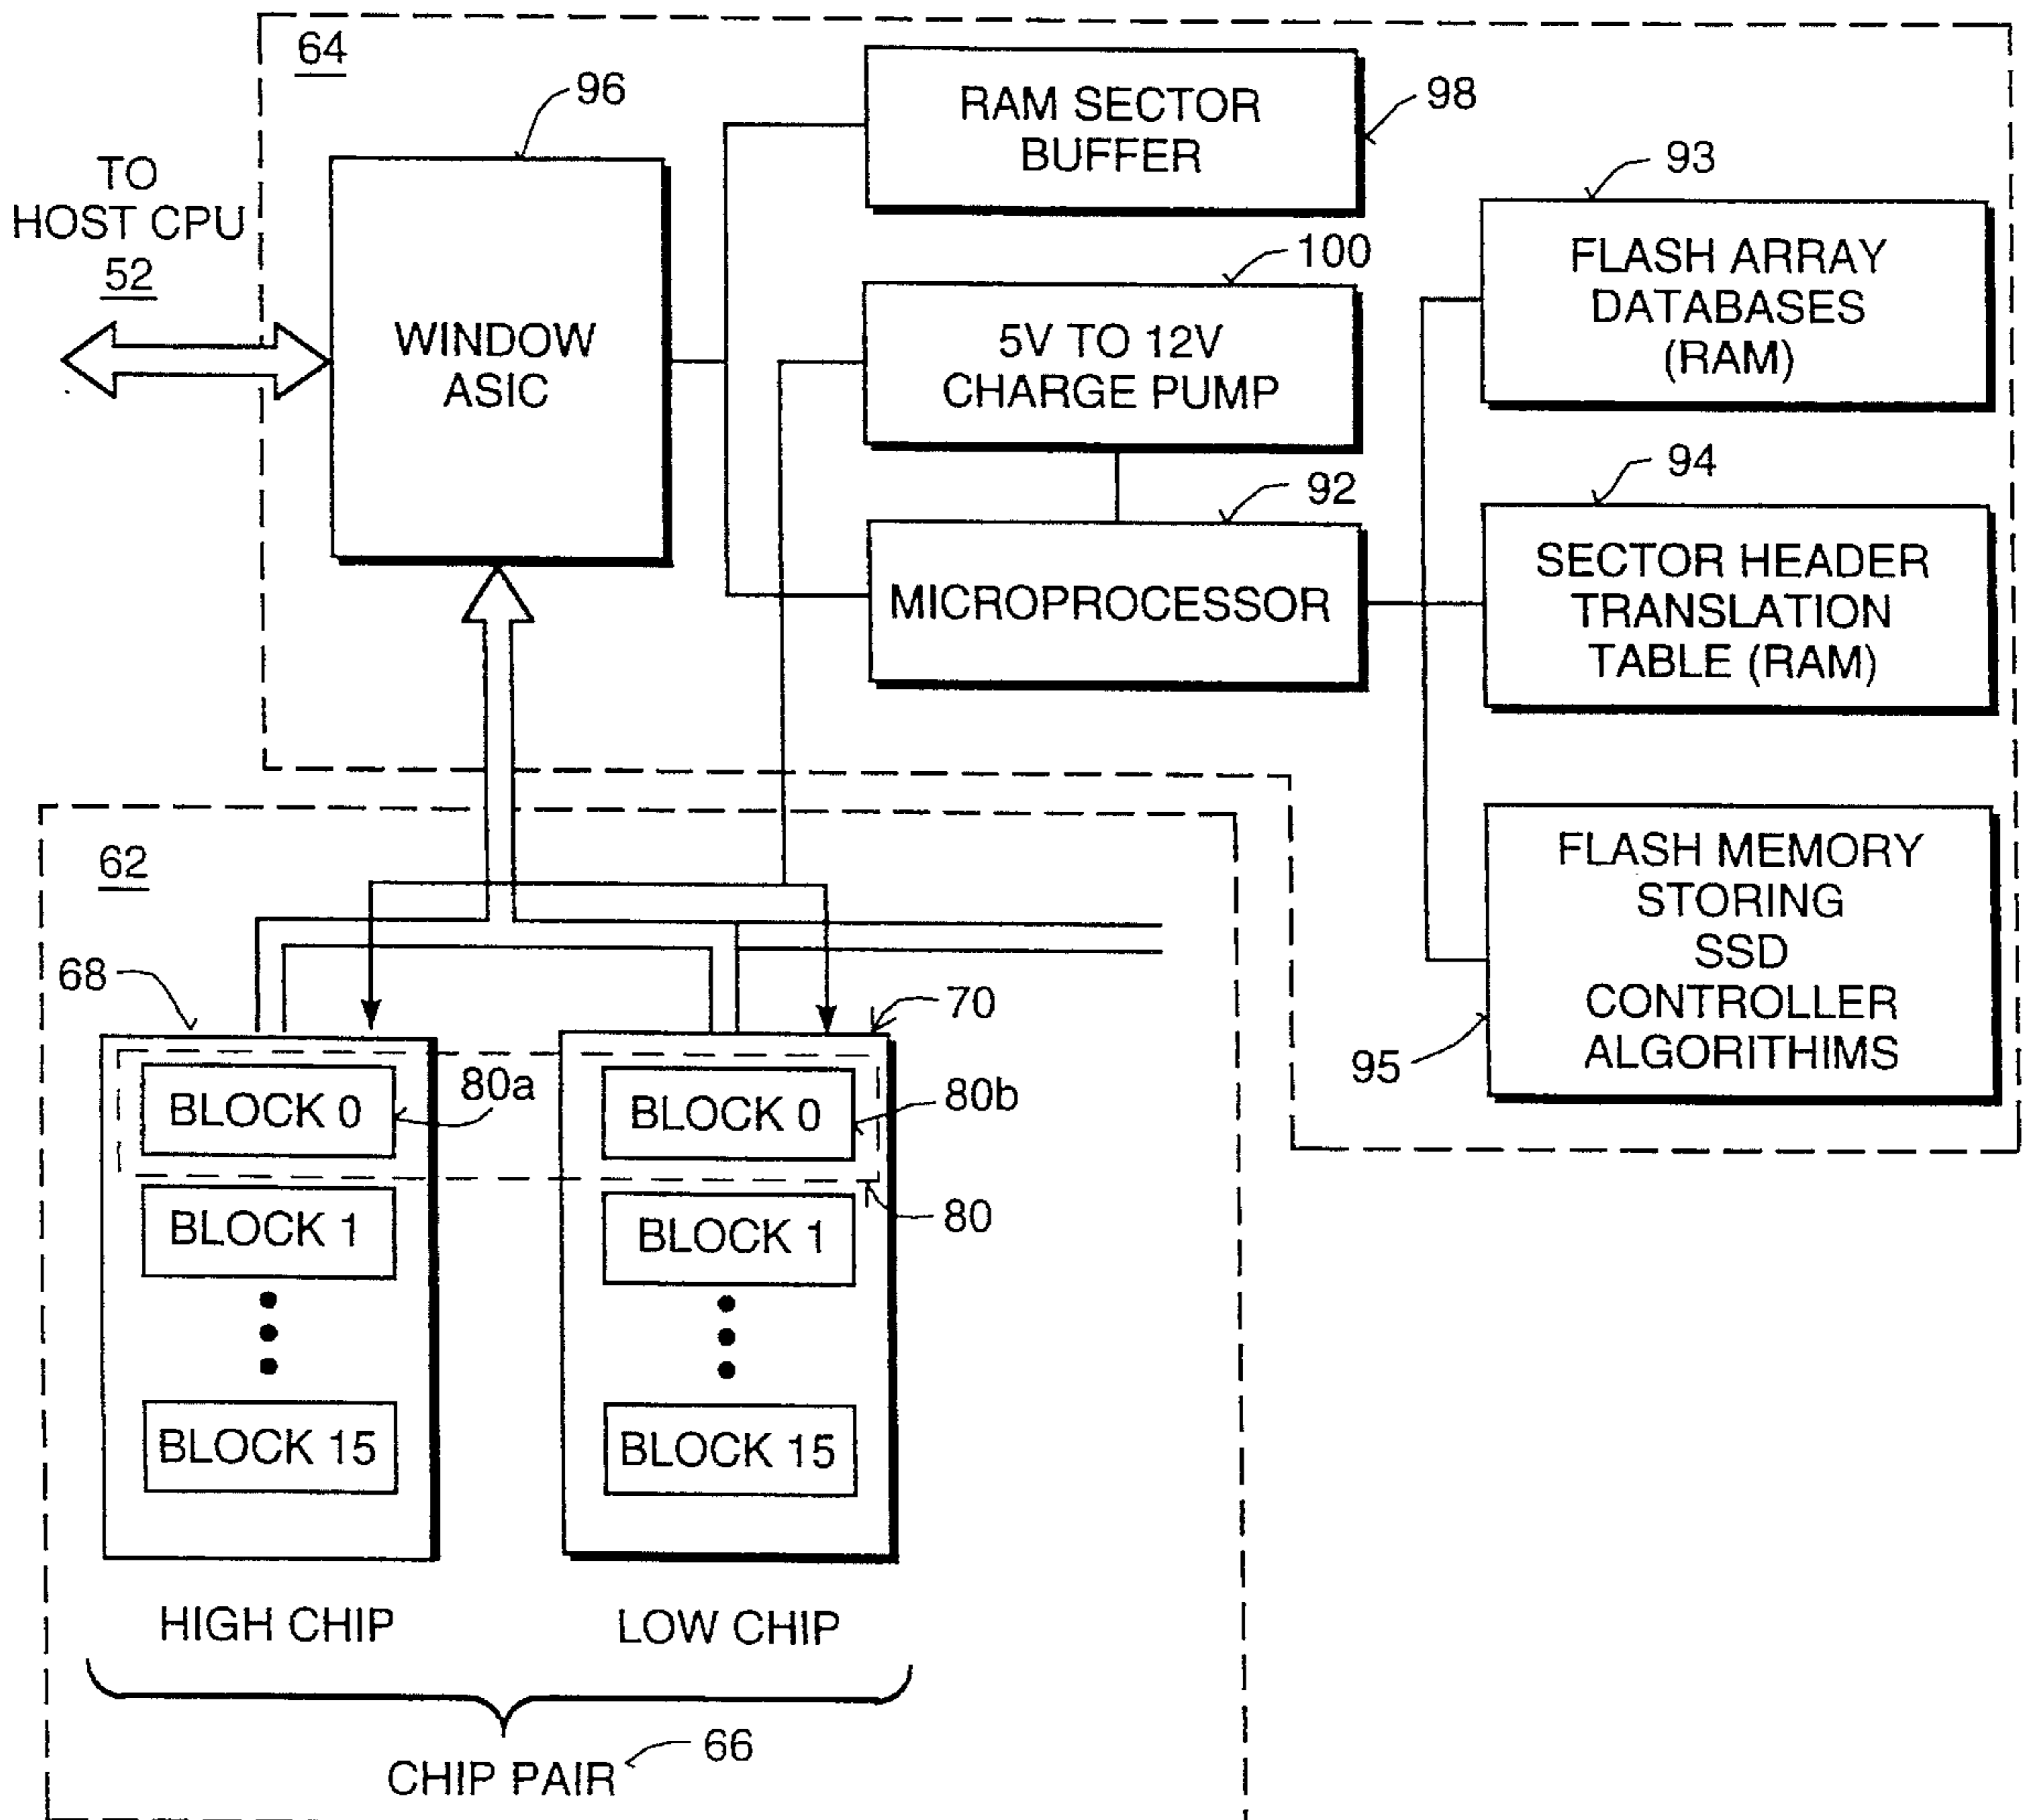 64
96
RAM SECTOR
BUFFER
98
TO
HOST CPU
52
93
FLASH ARRAY
DATABASES
(RAM)
100
5V TO 12V
CHARGE PUMP
WINDOW
ASIC
94
92
SECTOR HEADER
TRANSLATION
TABLE (RAM)
MICROPROCESSOR
62
FLASH MEMORY
STORING
SSD
CONTROLLER
ALGORITHIMS
95
68
70
BLOCK 0
80a
BLOCK 0
80b
BLOCK 1
BLOCK 1
80
BLOCK 15
BLOCK 15
HIGH CHIP
LOW CHIP
CHIP PAIR
66